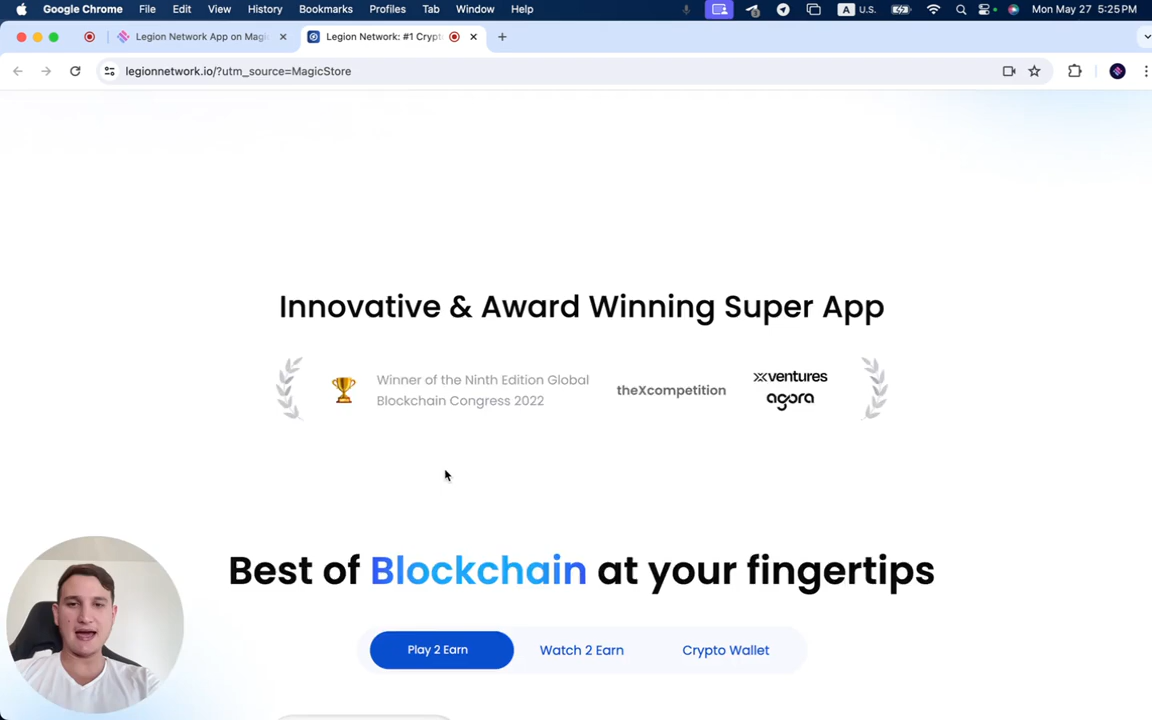 Google Chrome File Edit View History Bookmarks Profiles Tab Window Help A U.S. Mon May 27 5:25 PM
Legion Network App on Magi
Legion Network: #1 Crypt
legionnetwork.io/?utm_source=MagicStore
Innovative & Award Winning Super App
Winner of the Ninth Edition Global
Blockchain Congress 2022
theXcompetition
xventures
agora
Best of Blockchain at your fingertips
Play 2 Earn
Watch 2 Earn
Crypto Wallet